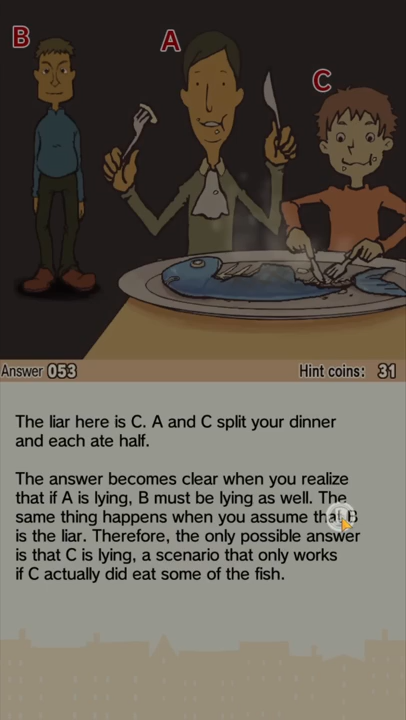 B
A
C
Answer 053
Hint coins: 31
The liar here is C. A and C split your dinner
and each ate half.
The answer becomes clear when you realize
that if A is lying, B must be lying as well. The
same thing happens when you assume that B
is the liar. Therefore, the only possible answer
is that C is lying, a scenario that only works
if C actually did eat some of the fish.